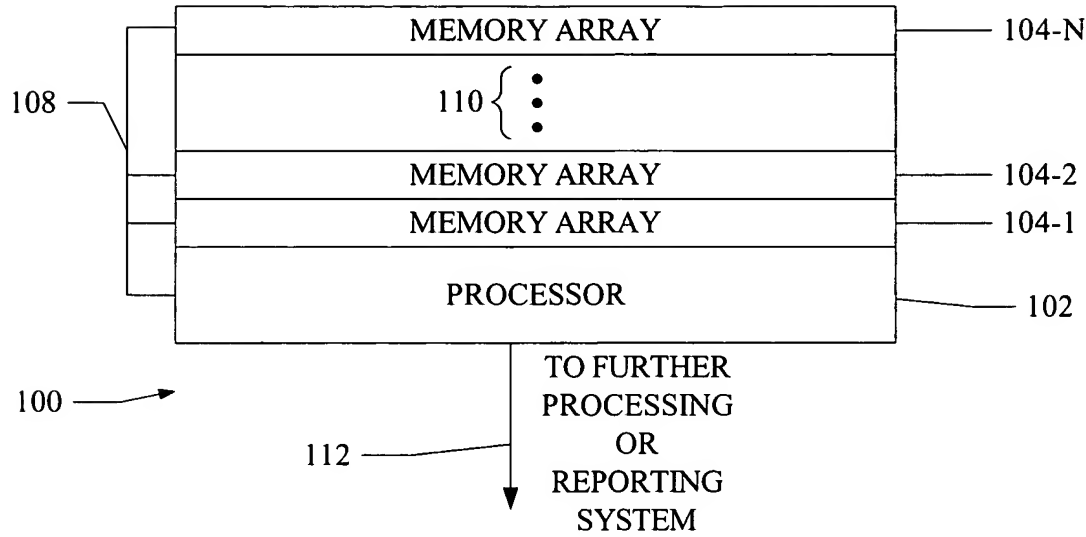 MEMORY ARRAY 104-N
108 110
MEMORY ARRAY 104-2
MEMORY ARRAY 104-1
PROCESSOR 102
100
112
TO FURTHER
PROCESSING
OR
REPORTING
SYSTEM